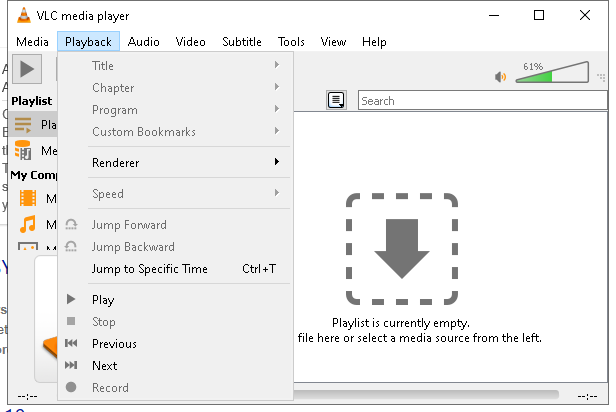 VLC media player
Media Playback Audio Video Subtitle Tools View Help
61%
Playlist
Search
My Comp
Title
Chapter
Program
Custom Bookmarks
Renderer
Speed
Jump Forward
Jump Backward
Jump to Specific Time Ctrl+T
Play
Stop
Previous
Next
Record
Playlist is currently empty.
file here or select a media source from the left.
--:-- --:--